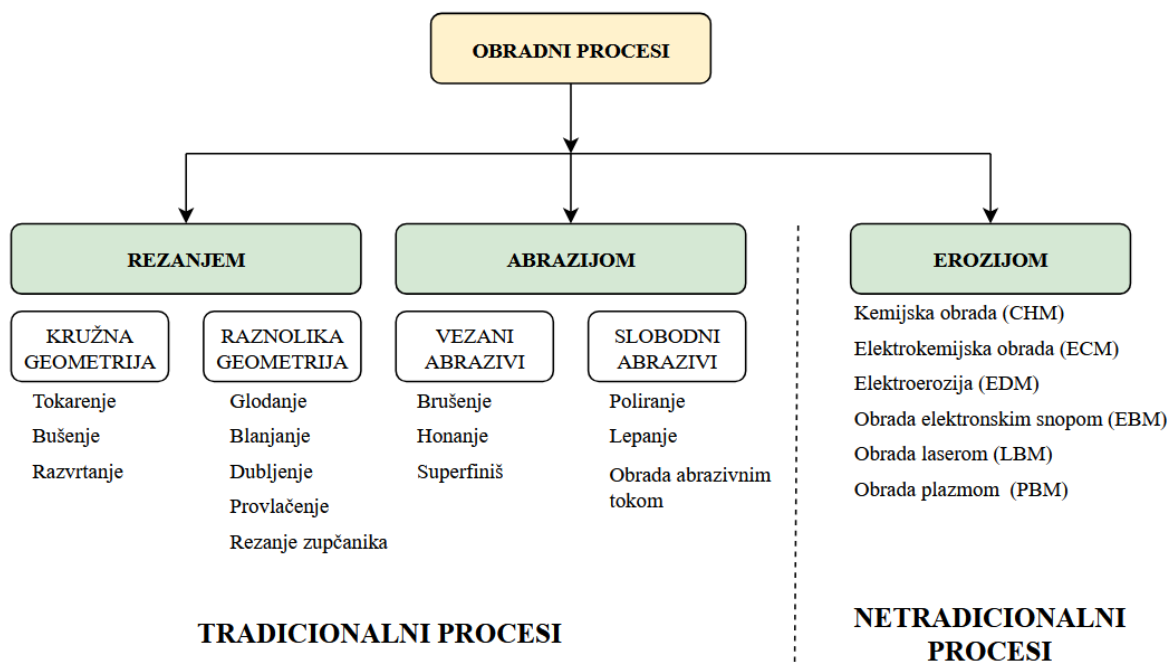 OBRADNI PROCESI
REZANJEM
KRUŽNA
GEOMETRIJA
Tokarenje
Bušenje
Razvrtanje
RAZNOLIKA
GEOMETRIJA
Glodanje
Blanjanje
Dubljenje
Provlačenje
Rezanje zupčanika
ABRAZIJOM
VEZANI
ABRAZIVI
Brušenje
Honanje
Superfiniš
SLOBODNI
ABRAZIVI
Poliranje
Lepanje
Obrada abrazivnim
tokom
TRADICIONALNI PROCESI
EROZIJOM
Kemijska obrada (CHM)
Elektrokemijska obrada (ECM)
Elektroerozija (EDM)
Obrada elektronskim snopom (EBM)
Obrada laserom (LBM)
Obrada plazmom (PBM)
NETRADICIONALNI
PROCESI